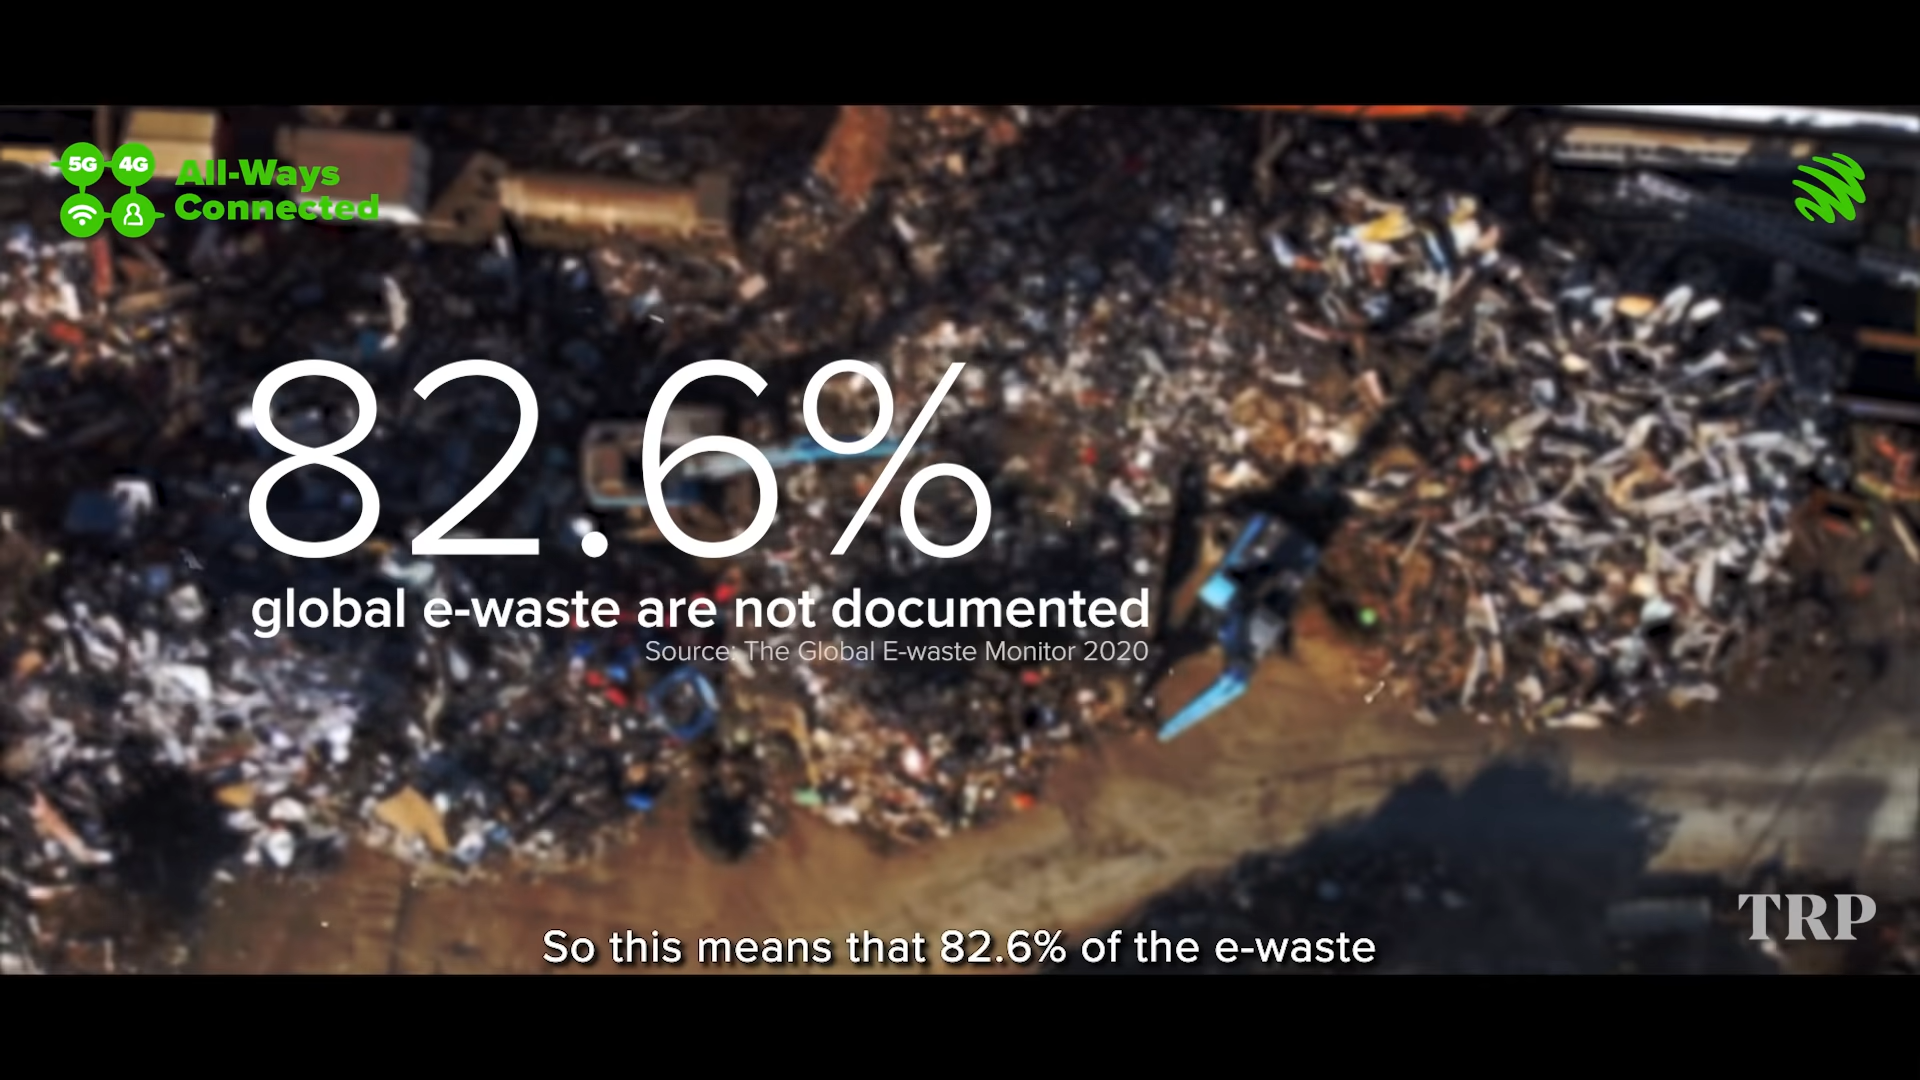 5G 4G
All-Ways
Connected
82.6%
global e-waste are not documented
Source: The Global E-waste Monitor 2020
TRP
So this means that 82.6% of the e-waste